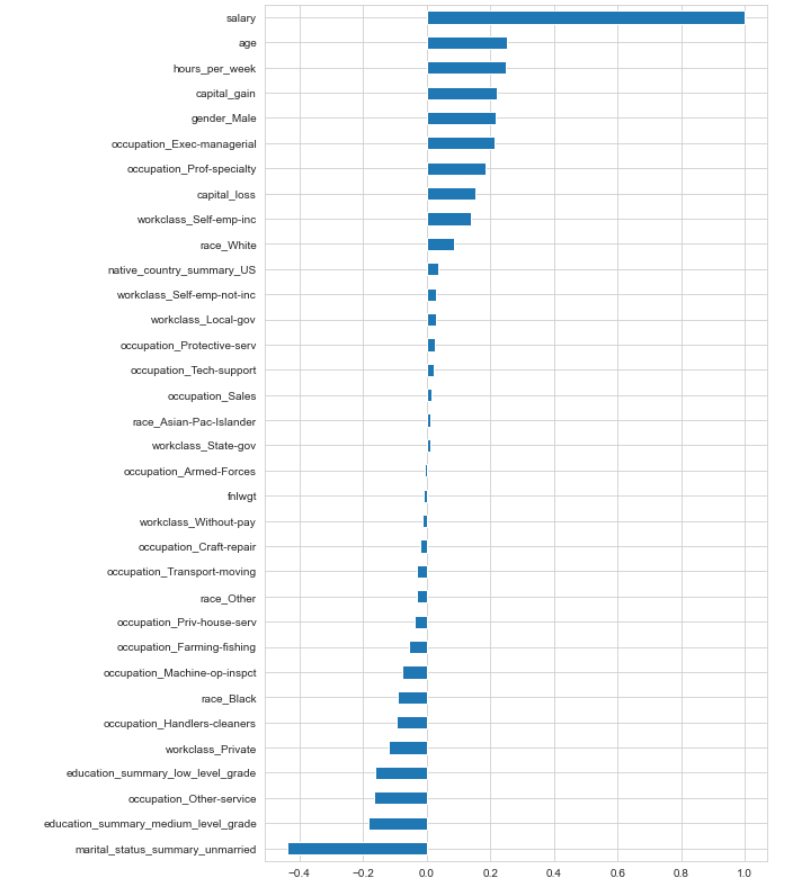 salary
age
hours_per_week
capital_gain
gender_Male
occupation_Exec-managerial
occupation_Prof-specialty
capital_loss
workclass_Self-emp-inc
race_White
native_country_summary_US
workclass_Self-emp-not-inc
workclass_Local-gov
occupation_Protective-serv
occupation_Tech-support
occupation_Sales
race_Asian-Pac-Islander
workclass_State-gov
occupation_Armed-Forces
fnlwgt
workclass_Without-pay
occupation_Craft-repair
occupation_Transport-moving
race_Other
occupation_Priv-house-serv
occupation_Farming-fishing
occupation_Machine-op-inspct
race_Black
occupation_Handlers-cleaners
workclass_Private
education_summary_low_level_grade
occupation_Other-service
education_summary_medium_level_grade
marital_status_summary_unmarried
−0.4 −0.2 0.0 0.2 0.4 0.6 0.8 1.0